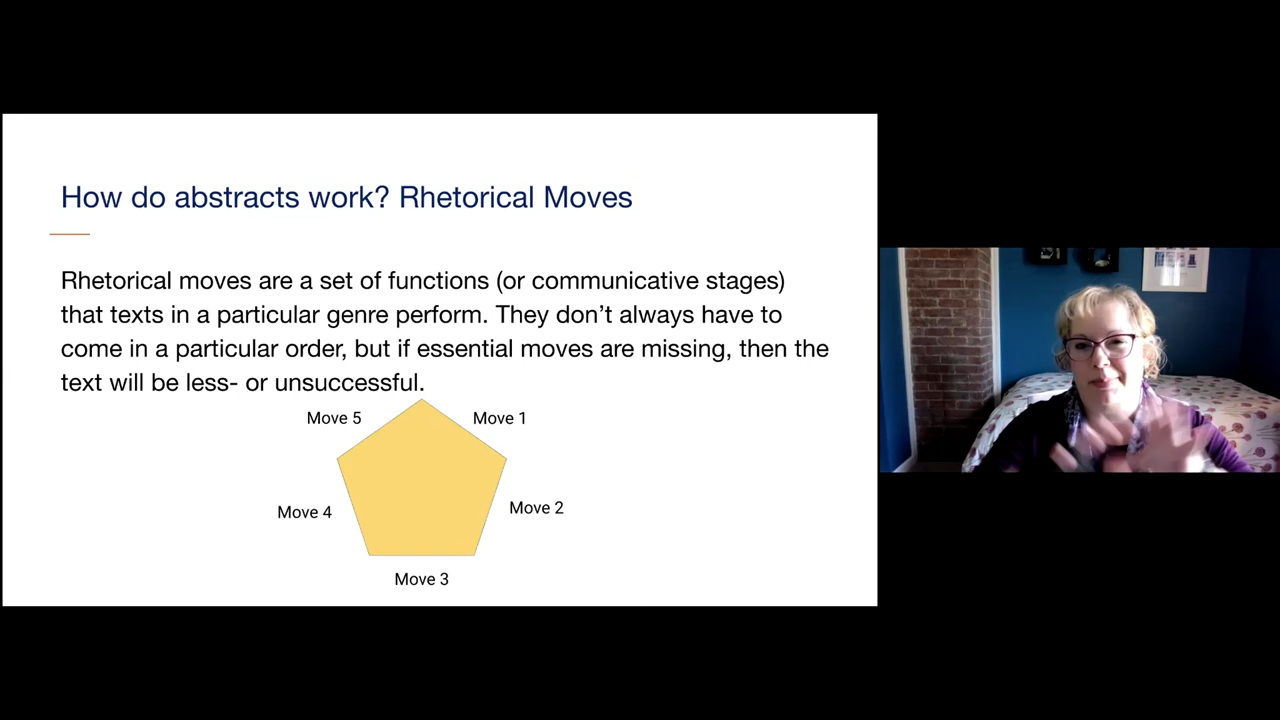 How do abstracts work? Rhetorical Moves
Rhetorical moves are a set of functions (or communicative stages)
that texts in a particular genre perform. They don’t always have to
come in a particular order, but if essential moves are missing, then the
text will be less- or unsuccessful.
Move 5
Move 1
Move 4
Move 2
Move 3